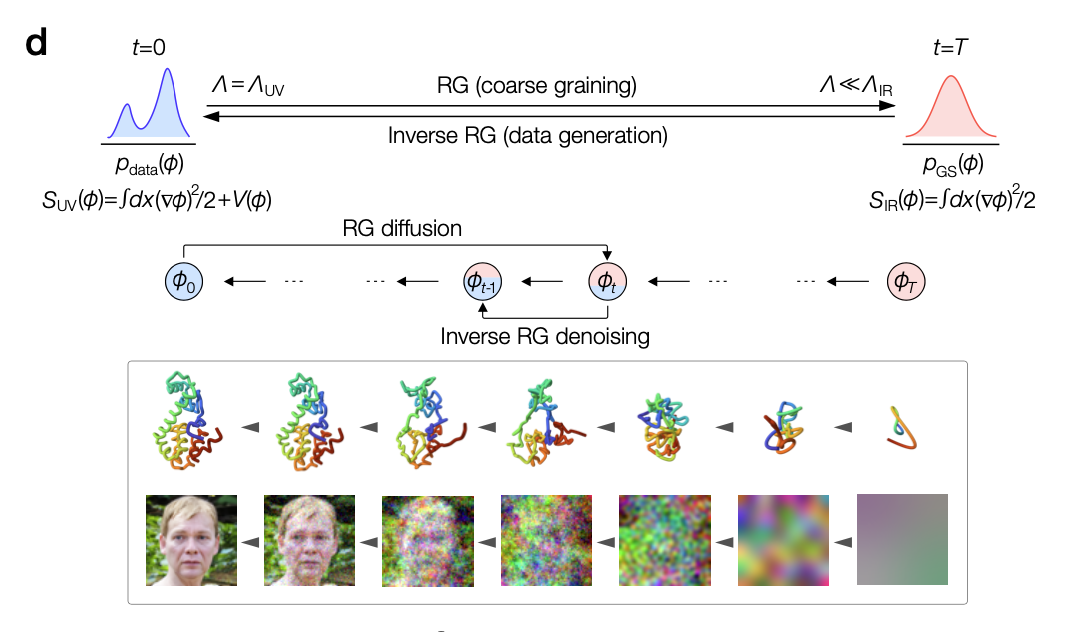 d
t=0
t=T
Λ=Λ_UV
RG (coarse graining)
Λ≪Λ_IR
Inverse RG (data generation)
p_data(ϕ)
p_GS(ϕ)
S_UV(ϕ)=∫dx(∇ϕ)²/2+V(ϕ)
S_IR(ϕ)=∫dx(∇ϕ)²/2
RG diffusion
ϕ_0 ... ... ϕ_t-1 ϕ_t ... ... ϕ_T
Inverse RG denoising